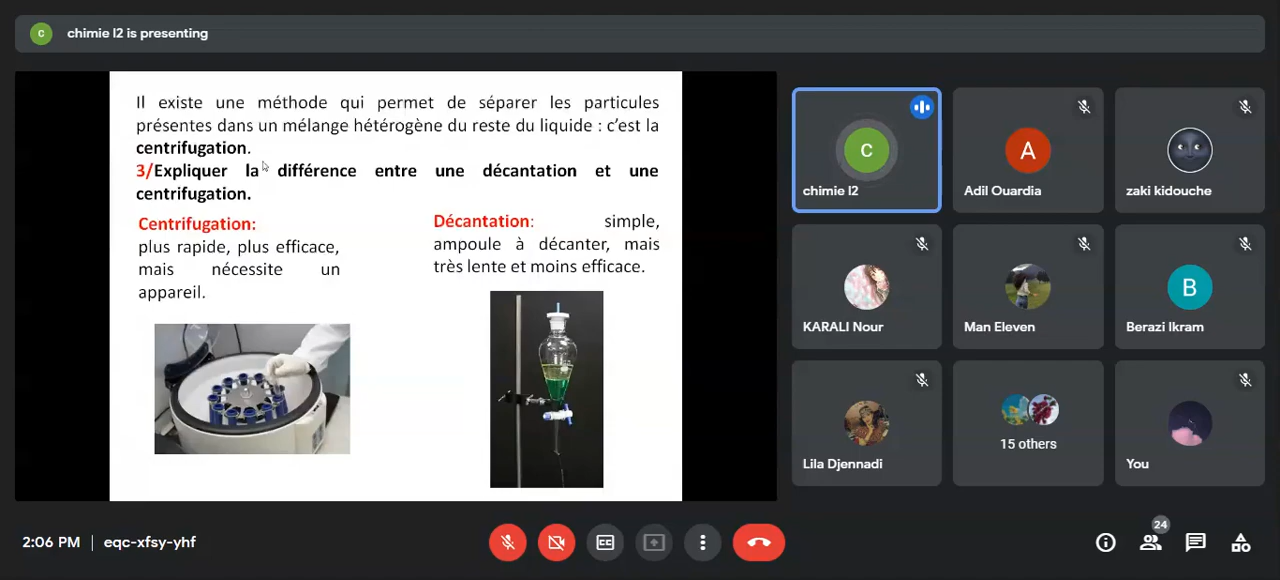 C
chimie l2 is presenting
Il existe une méthode qui permet de séparer les particules
présentes dans un mélange hétérogène du reste du liquide : c’est la
centrifugation.
3/Expliquer la différence entre une décantation et une
centrifugation.
Centrifugation:
plus rapide, plus efficace,
mais nécessite un
appareil.
Décantation: simple,
ampoule à décanter, mais
très lente et moins efficace.
C
chimie l2
A
Adil Ouardia
zaki kidouche
KARALI Nour
Man Eleven
B
Berazi Ikram
Lila Djennadi
15 others
You
2:06 PM | eqc-xfsy-yhf
CC
24